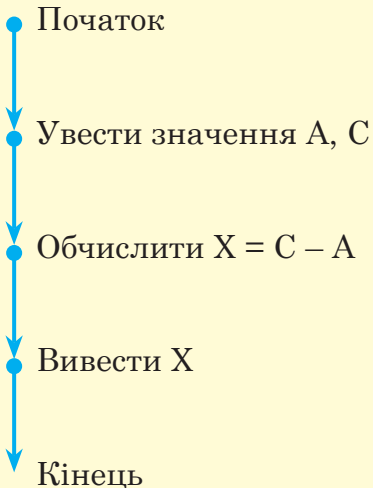 Початок
Увести значення A, C
Обчислити X = C – A
Вивести X
Кінець